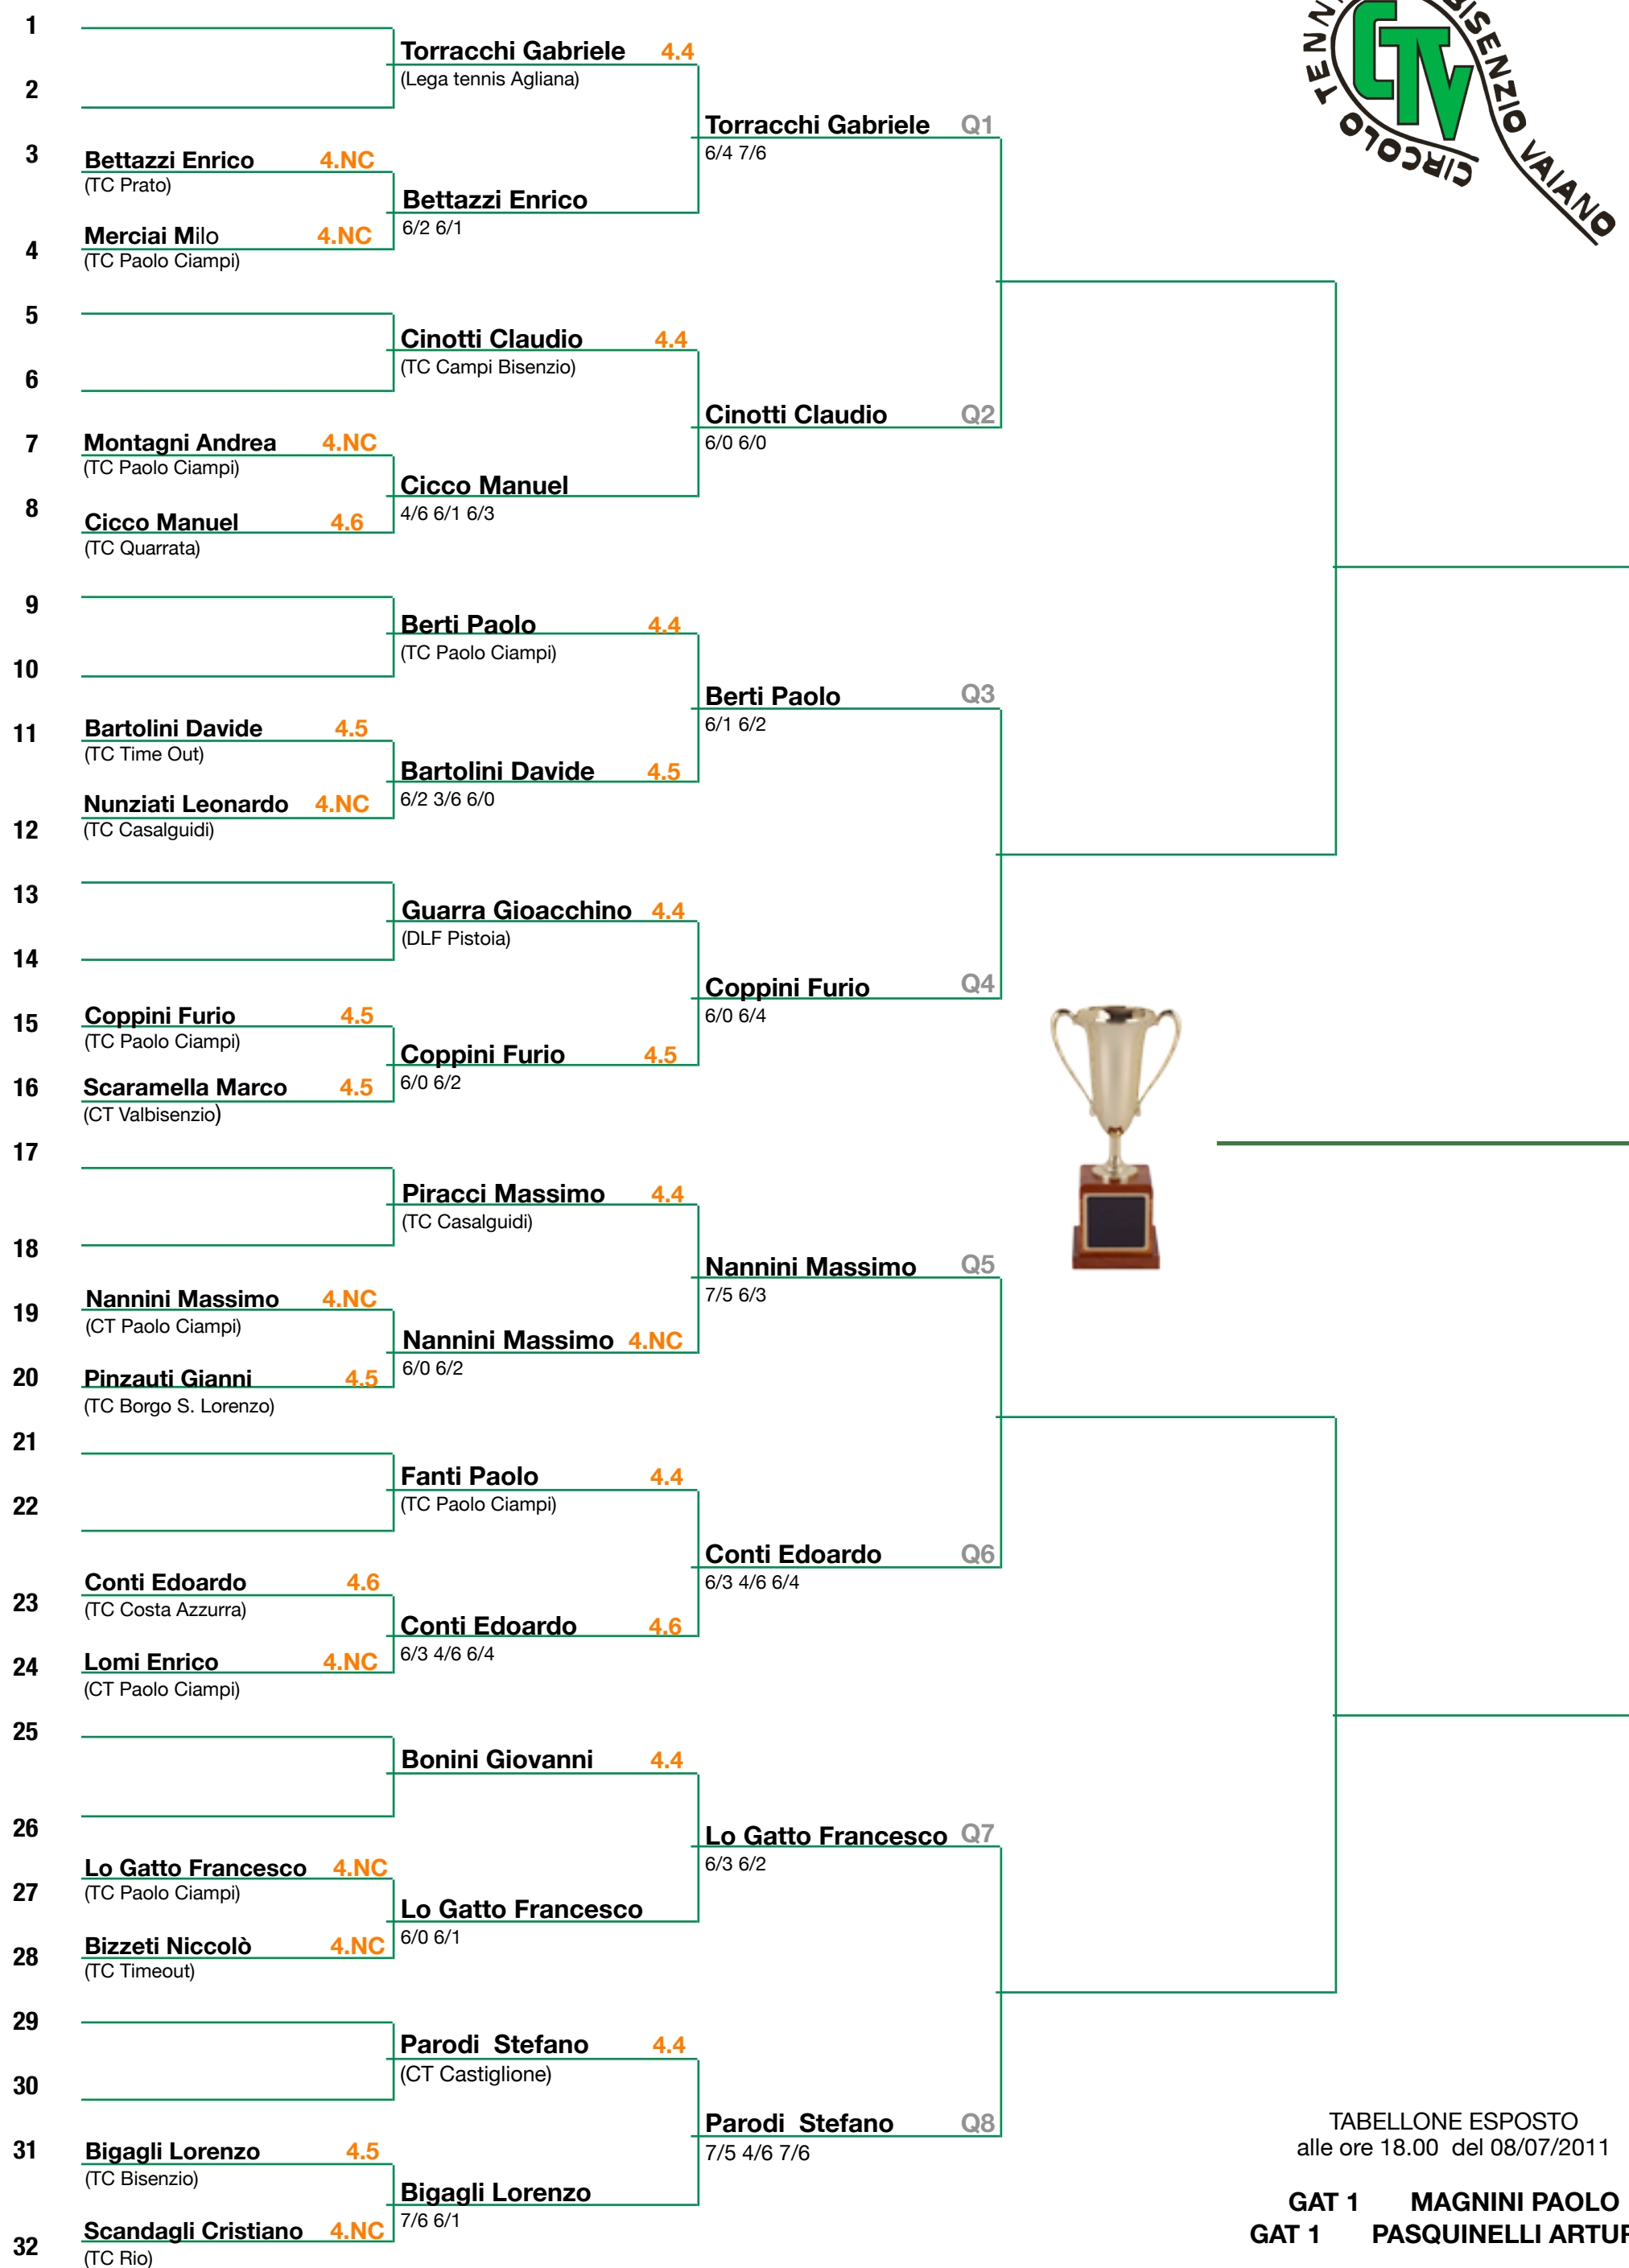 1
Torracchi Gabriele 4.4
(Lega tennis Agliana)
2
Torracchi Gabriele Q1
6/4 7/6
3
Bettazzi Enrico 4.NC
(TC Prato)
Bettazzi Enrico
6/2 6/1
4
Merciai Milo 4.NC
(TC Paolo Ciampi)
5
Cinotti Claudio 4.4
(TC Campi Bisenzio)
6
Cinotti Claudio Q2
6/0 6/0
7
Montagni Andrea 4.NC
(TC Paolo Ciampi)
Cicco Manuel
4/6 6/1 6/3
8
Cicco Manuel 4.6
(TC Quarrata)
9
Berti Paolo 4.4
(TC Paolo Ciampi)
10
Berti Paolo Q3
6/1 6/2
11
Bartolini Davide 4.5
(TC Time Out)
Bartolini Davide 4.5
6/2 3/6 6/0
Nunziati Leonardo 4.NC
12
(TC Casalguidi)
13
Guarra Gioacchino 4.4
(DLF Pistoia)
14
Coppini Furio Q4
6/0 6/4
15
Coppini Furio 4.5
(TC Paolo Ciampi)
Coppini Furio 4.5
6/0 6/2
16
Scaramella Marco 4.5
(CT Valbisenzio)
17
Piracci Massimo 4.4
(TC Casalguidi)
18
Nannini Massimo Q5
7/5 6/3
19
Nannini Massimo 4.NC
(CT Paolo Ciampi)
Nannini Massimo 4.NC
6/0 6/2
20
Pinzauti Gianni 4.5
(TC Borgo S. Lorenzo)
21
Fanti Paolo 4.4
(TC Paolo Ciampi)
22
Conti Edoardo Q6
6/3 4/6 6/4
23
Conti Edoardo 4.6
(TC Costa Azzurra)
Conti Edoardo 4.6
6/3 4/6 6/4
24
Lomi Enrico 4.NC
(CT Paolo Ciampi)
25
Bonini Giovanni 4.4
26
Lo Gatto Francesco Q7
6/3 6/2
27
Lo Gatto Francesco 4.NC
(TC Paolo Ciampi)
Lo Gatto Francesco
6/0 6/1
28
Bizzeti Niccolò 4.NC
(TC Timeout)
29
Parodi Stefano 4.4
(CT Castiglione)
30
Parodi Stefano Q8
7/5 4/6 7/6
31
Bigagli Lorenzo 4.5
(TC Bisenzio)
Bigagli Lorenzo
7/6 6/1
32
Scandagli Cristiano 4.NC
(TC Rio)
CTV
CIRCOLO TENN
BISENZIO VAIANO
TABELLONE ESPOSTO
alle ore 18.00 del 08/07/2011
GAT 1 MAGNINI PAOLO
GAT 1 PASQUINELLI ARTU